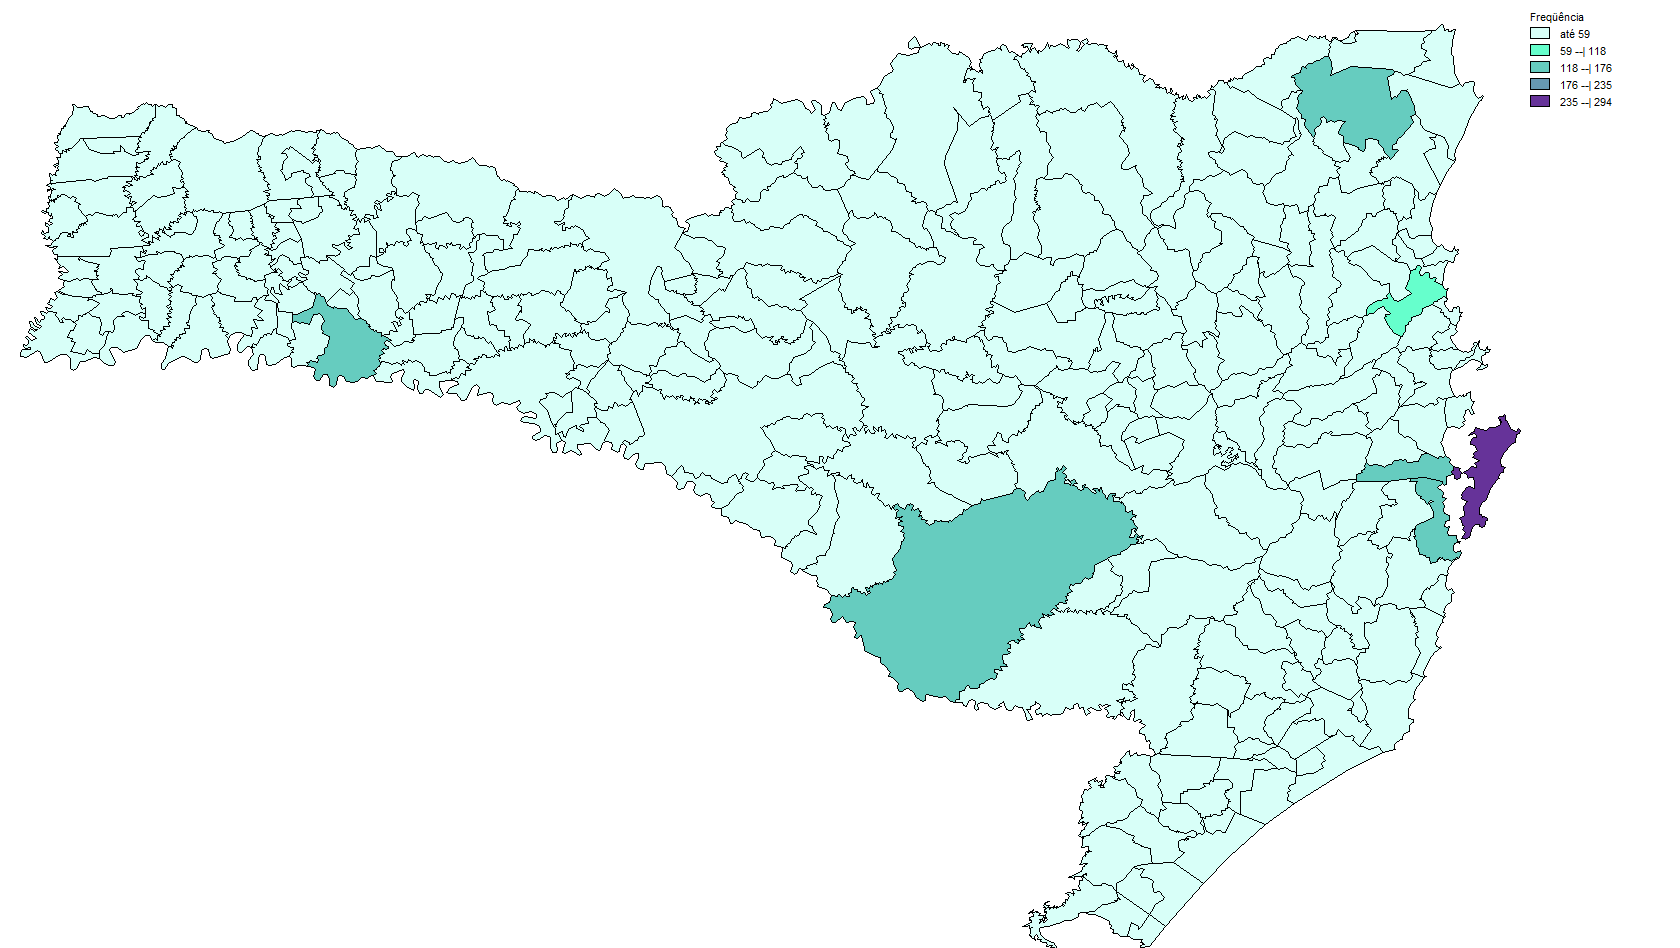 Freqüência
até 59
59 --| 118
118 --| 176
176 --| 235
235 --| 294